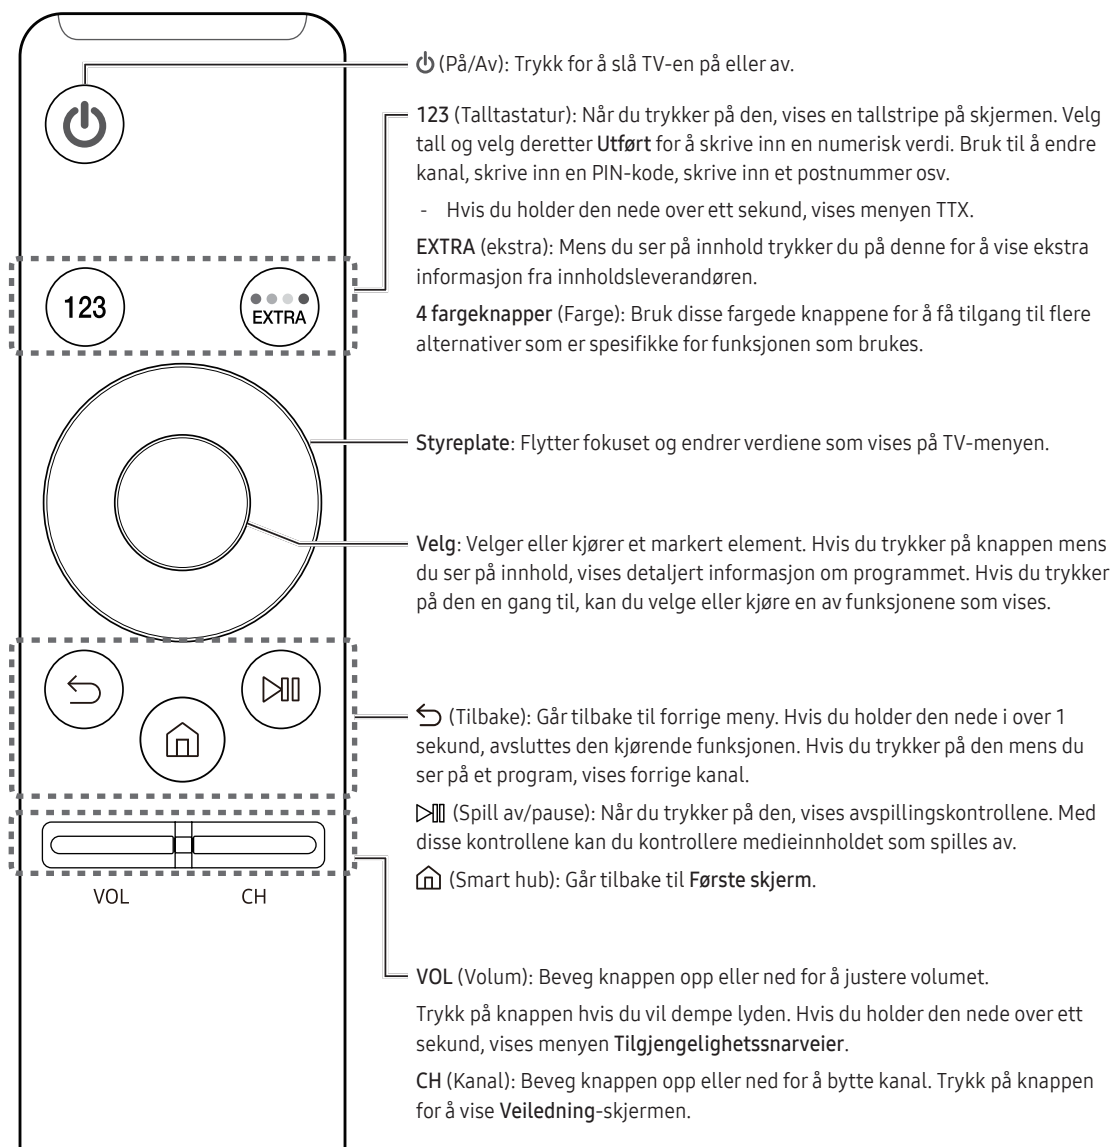 (På/Av): Trykk for å slå TV-en på eller av.
123 (Talltastatur): Når du trykker på den, vises en tallstripe på skjermen. Velg
tall og velg deretter Utført for å skrive inn en numerisk verdi. Bruk til å endre
kanal, skrive inn en PIN-kode, skrive inn et postnummer osv.
- Hvis du holder den nede over ett sekund, vises menyen TTX.
EXTRA (ekstra): Mens du ser på innhold trykker du på denne for å vise ekstra
informasjon fra innholdsleverandøren.
4 fargeknapper (Farge): Bruk disse fargede knappene for å få tilgang til flere
alternativer som er spesifikke for funksjonen som brukes.
123
EXTRA
Styreplate: Flytter fokuset og endrer verdiene som vises på TV-menyen.
Velg: Velger eller kjører et markert element. Hvis du trykker på knappen mens
du ser på innhold, vises detaljert informasjon om programmet. Hvis du trykker
på den en gang til, kan du velge eller kjøre en av funksjonene som vises.
(Tilbake): Går tilbake til forrige meny. Hvis du holder den nede i over 1
sekund, avsluttes den kjørende funksjonen. Hvis du trykker på den mens du
ser på et program, vises forrige kanal.
(Spill av/pause): Når du trykker på den, vises avspillingskontrollene. Med
disse kontrollene kan du kontrollere medieinnholdet som spilles av.
(Smart hub): Går tilbake til Første skjerm.
VOL
CH
VOL (Volum): Beveg knappen opp eller ned for å justere volumet.
Trykk på knappen hvis du vil dempe lyden. Hvis du holder den nede over ett
sekund, vises menyen Tilgjengelighetssnarveier.
CH (Kanal): Beveg knappen opp eller ned for å bytte kanal. Trykk på knappen
for å vise Veiledning-skjermen.